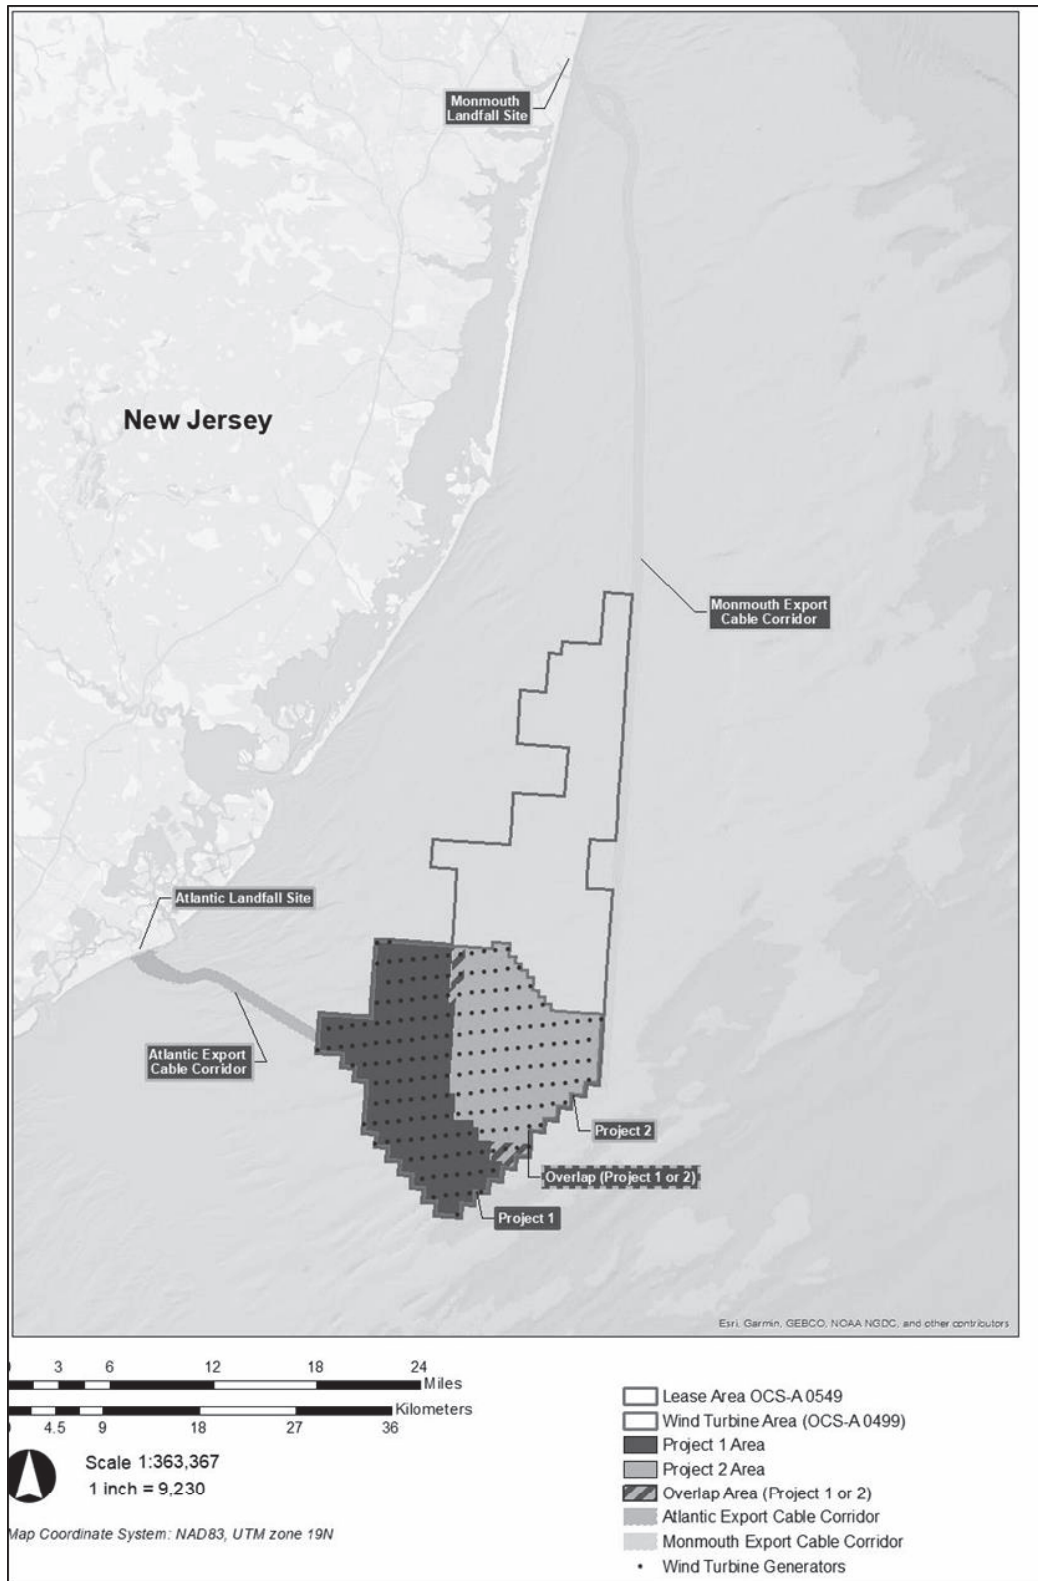 Monmouth
Landfall Site
New Jersey
Monmouth Export
Cable Corridor
Atlantic Landfall Site
Atlantic Export
Cable Corridor
Project 2
Overlap (Project 1 or 2)
Project 1
Esri, Garmin, GEBCO, NOAA NGDC, and other contributors
3 6 12 18 24
Miles
Kilometers
4.5 9 18 27 36
Scale 1:363,367
1 inch = 9,230
Map Coordinate System: NAD83, UTM zone 19N
Lease Area OCS-A 0549
Wind Turbine Area (OCS-A 0499)
Project 1 Area
Project 2 Area
Overlap Area (Project 1 or 2)
Atlantic Export Cable Corridor
Monmouth Export Cable Corridor
Wind Turbine Generators